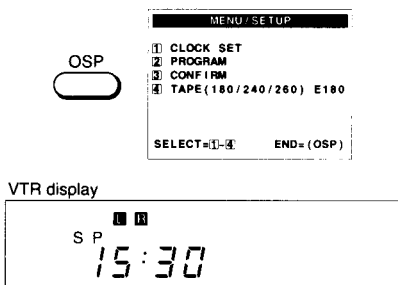 MENU/SETUP
OSP
1 CLOCK SET
2 PROGRAM
3 CONFIRM
4 TAPE(180/240/260) E180
SELECT=1~4 END=(OSP)
VTR display
L R
SP
15:30